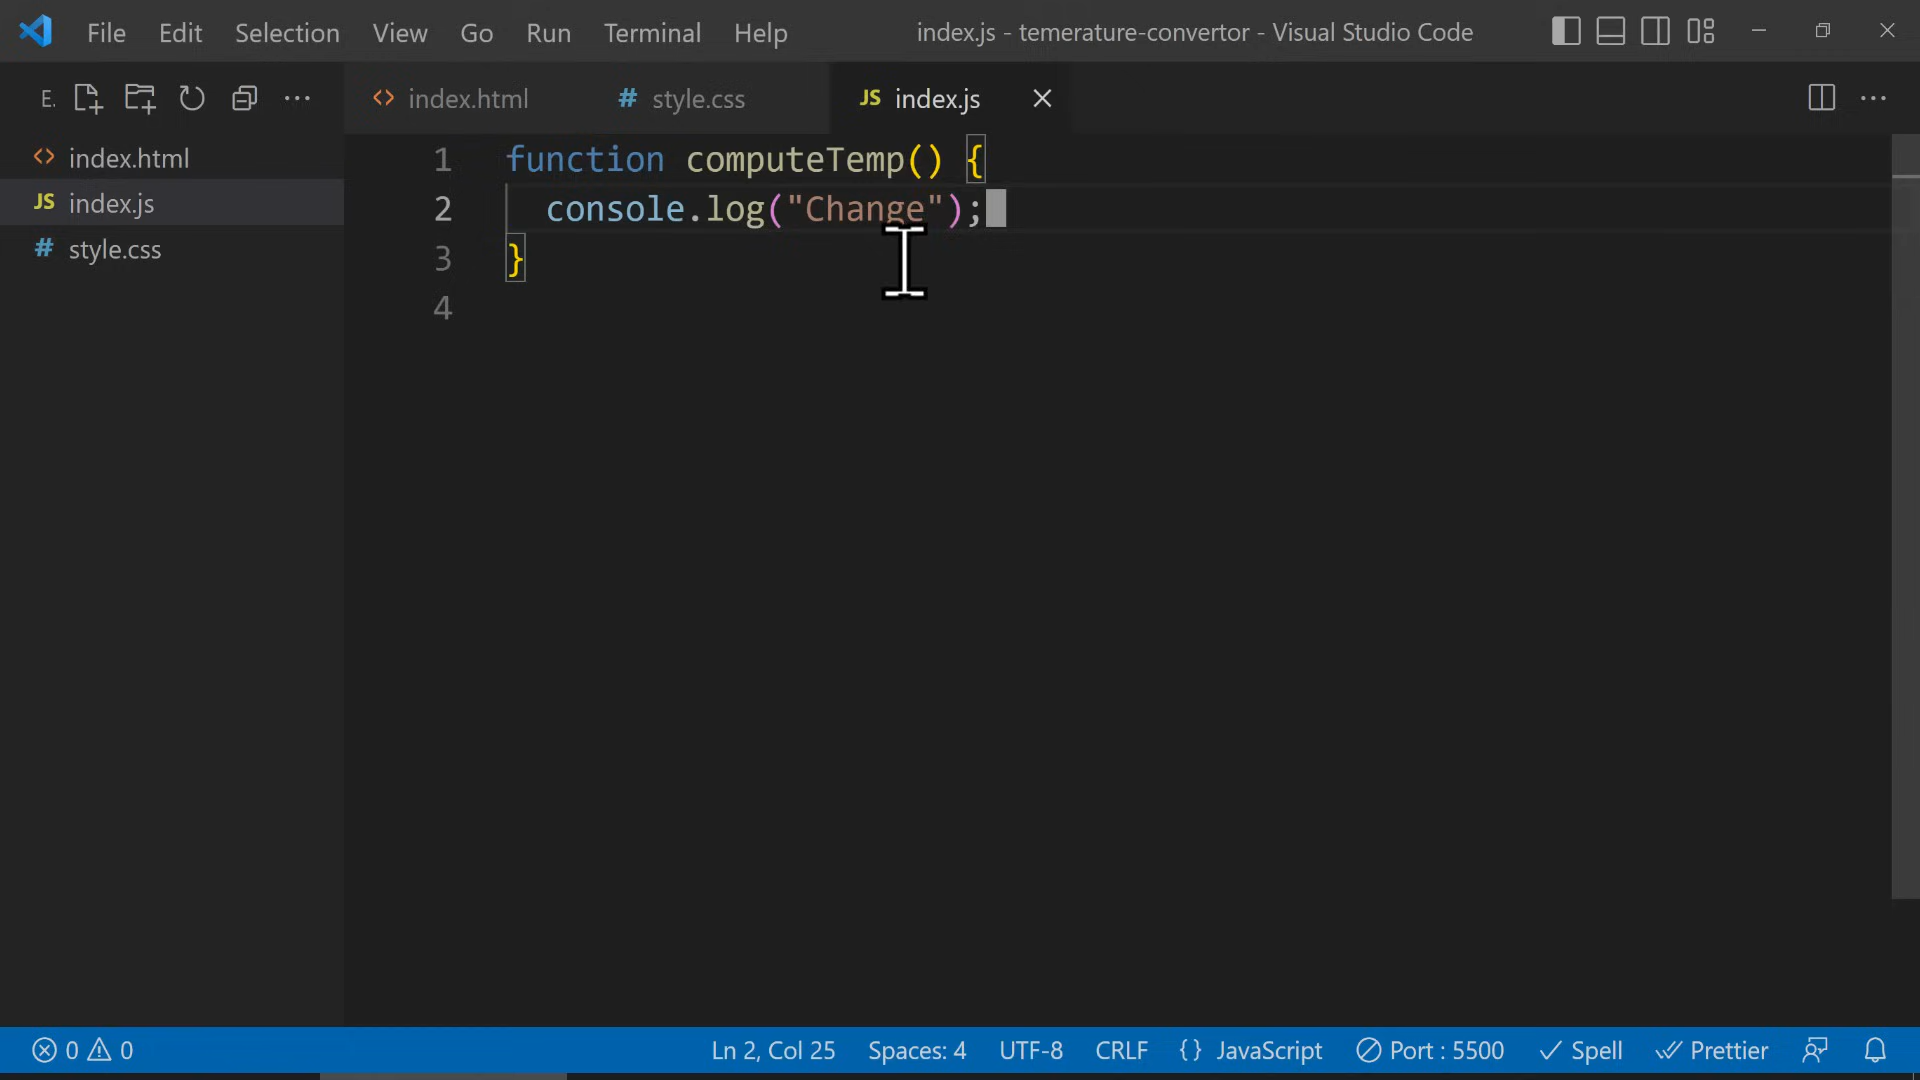 File Edit Selection View Go Run Terminal Help index.js - temerature-convertor - Visual Studio Code
E.
index.html style.css JS index.js
index.html
JS index.js
style.css
1 function computeTemp() {
2 console.log("Change");
3 }
4
0 0 Ln 2, Col 25 Spaces: 4 UTF-8 CRLF {} JavaScript Port : 5500 Spell Prettier